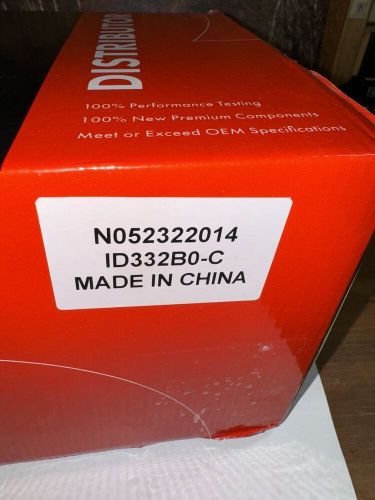 DISTRIBUTOR
100% Performance Testing
100% New Premium Components
Meet or Exceed OEM Specifications
N052322014
ID332B0-C
MADE IN CHINA